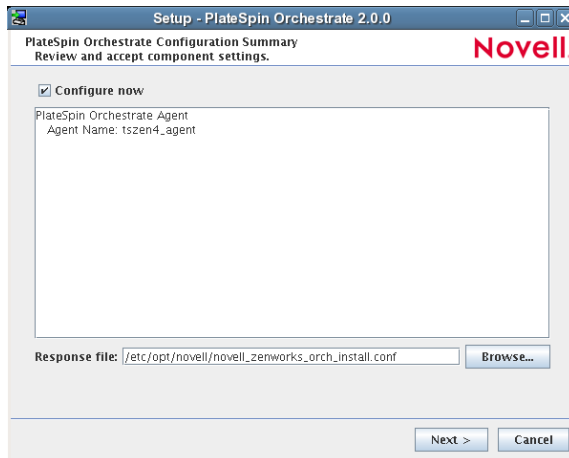 Setup - PlateSpin Orchestrate 2.0.0
PlateSpin Orchestrate Configuration Summary
Review and accept component settings.
Novell.
Configure now
PlateSpin Orchestrate Agent
Agent Name: tszen4_agent
Response file: /etc/opt/novell/novell_zenworks_orch_install.conf Browse...
Next > Cancel